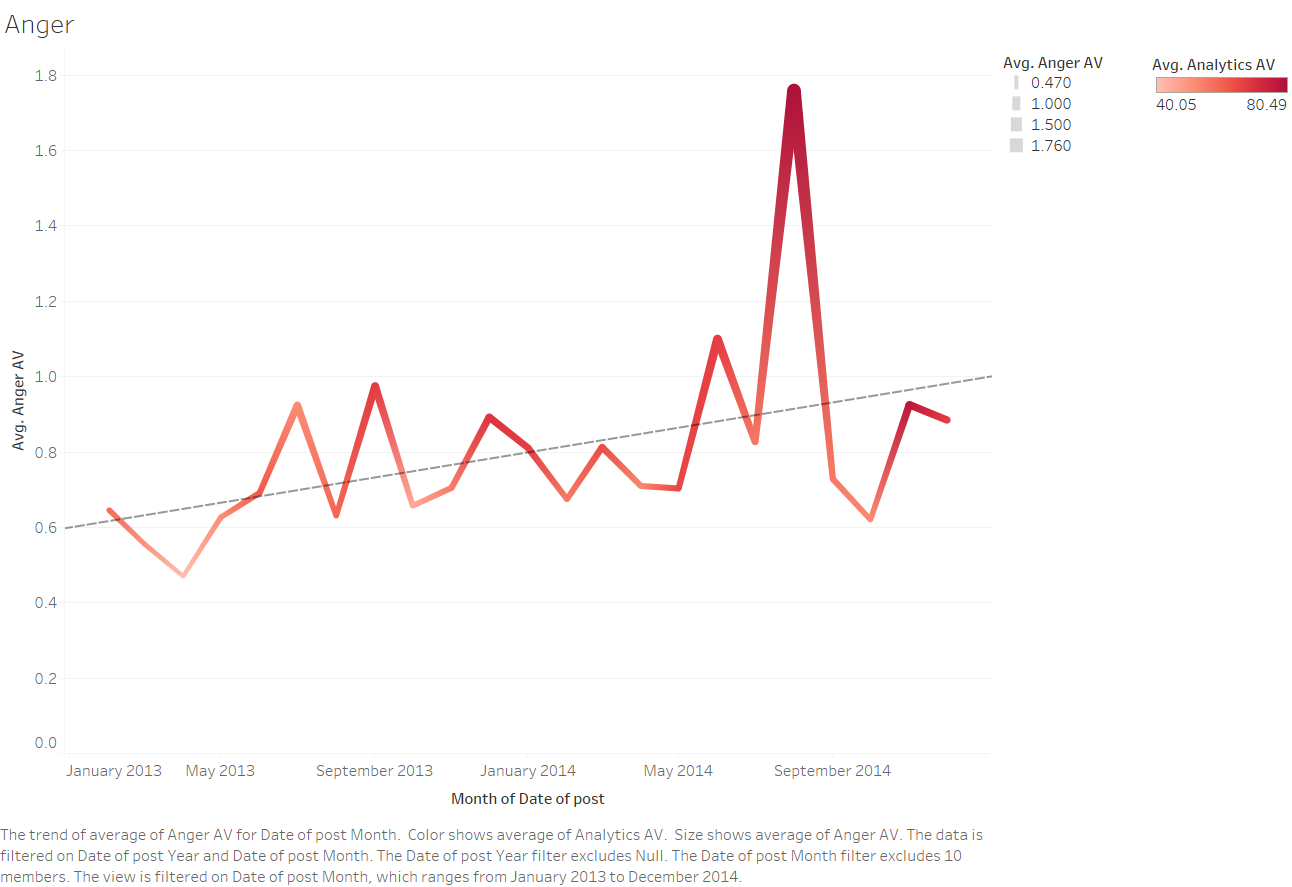 Anger
Avg. Anger AV
0.470
1.000
1.500
1.760
Avg. Analytics AV
40.05 80.49
1.8
1.6
1.4
1.2
1.0
0.8
0.6
0.4
0.2
0.0
Avg. Anger AV
January 2013 May 2013 September 2013 January 2014 May 2014 September 2014
Month of Date of post
The trend of average of Anger AV for Date of post Month. Color shows average of Analytics AV. Size shows average of Anger AV. The data is
filtered on Date of post Year and Date of post Month. The Date of post Year filter excludes Null. The Date of post Month filter excludes 10
members. The view is filtered on Date of post Month, which ranges from January 2013 to December 2014.